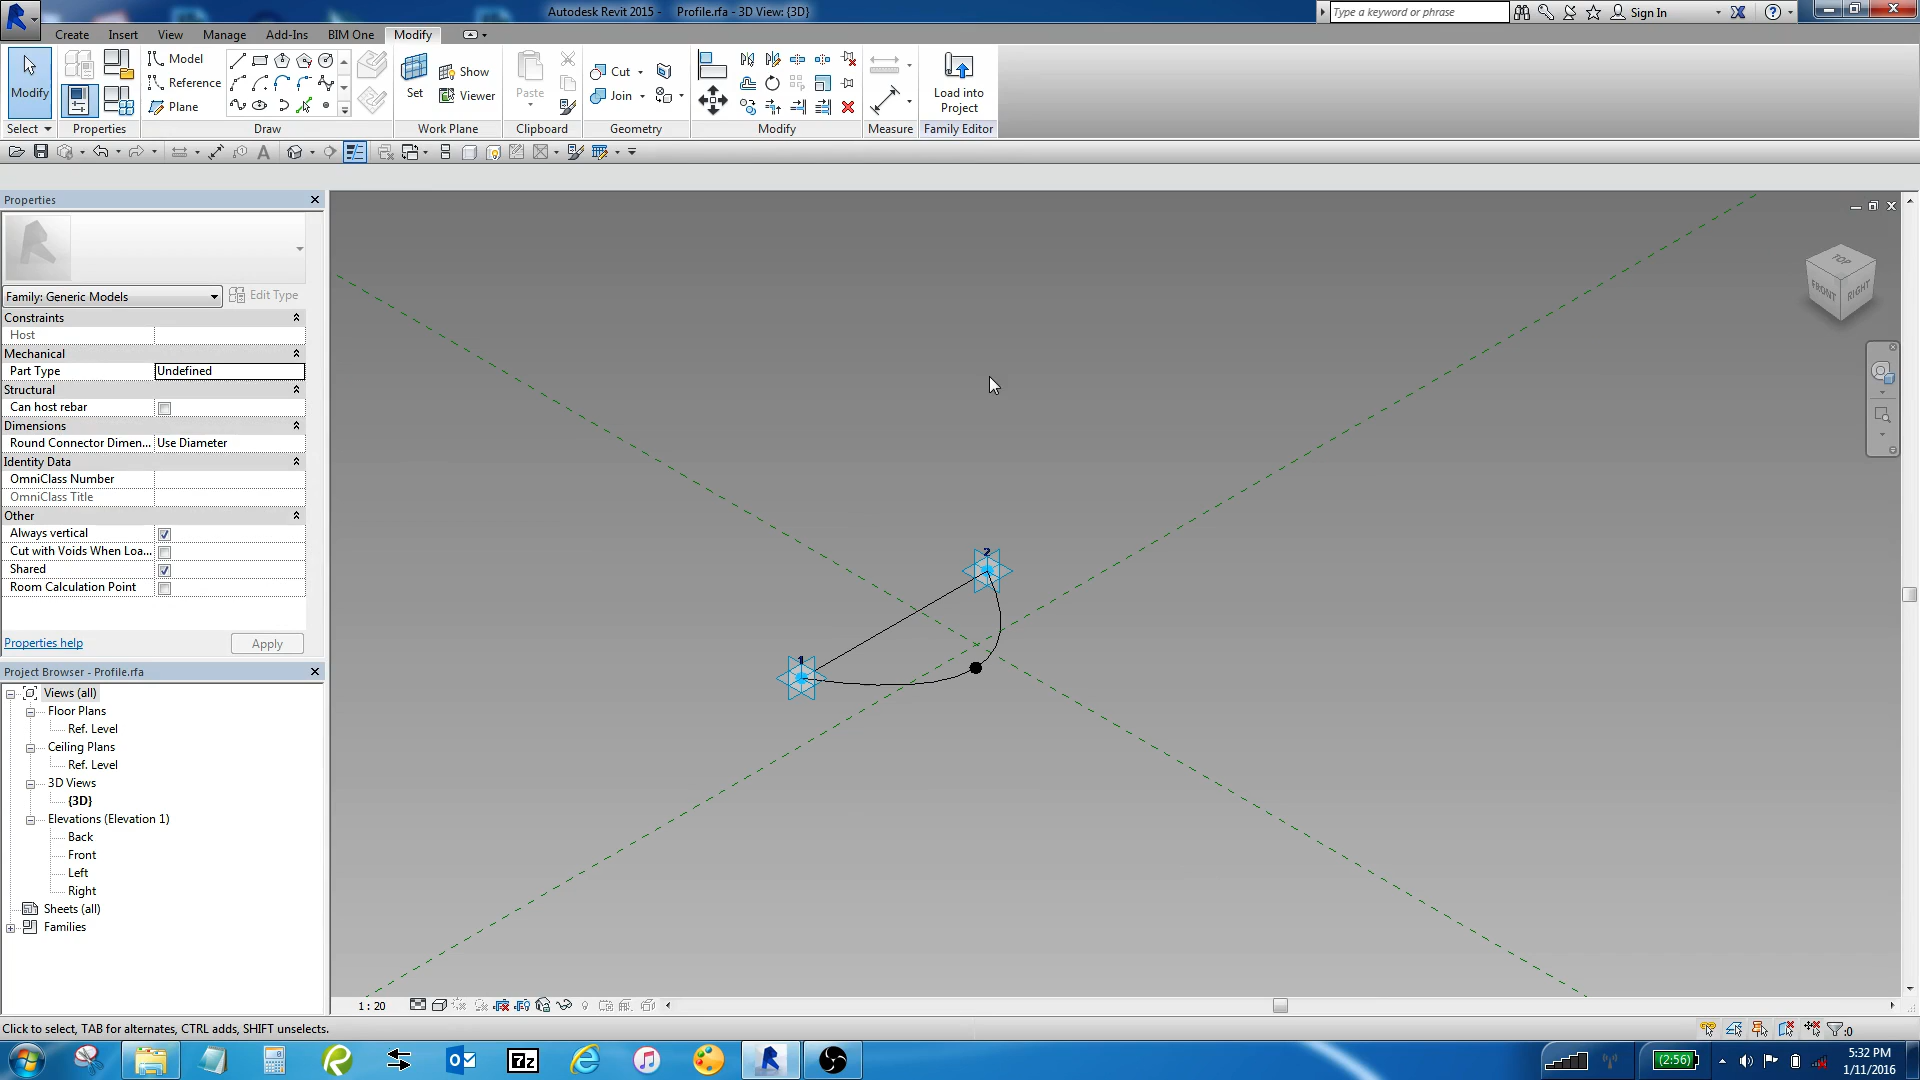 Autodesk Revit 2015 -     Profile.rfa - 3D View: {3D}
Type a keyword or phrase
Sign In
Create
Insert
View
Manage
Add-Ins
BIM One
Modify
Modify
Model
Reference
Plane
Set
Show
Viewer
Paste
Cut
Join
Load into
Project
Select
Properties
Draw
Work Plane
Clipboard
Geometry
Modify
Measure
Family Editor
Properties
Family: Generic Models
Edit Type
Constraints
Host
Mechanical
Part Type
Undefined
Structural
Can host rebar
Dimensions
Round Connector Dimen...
Use Diameter
Identity Data
OmniClass Number
OmniClass Title
Other
Always vertical
Cut with Voids When Loa...
Shared
Room Calculation Point
Properties help
Apply
Project Browser - Profile.rfa
Views (all)
Floor Plans
Ref. Level
Ceiling Plans
Ref. Level
3D Views
{3D}
Elevations (Elevation 1)
Back
Front
Left
Right
Sheets (all)
Families
TOP
FRONT
RIGHT
2
1
1 : 20
Click to select, TAB for alternates, CTRL adds, SHIFT unselects.
:0
7z
(2:56)
5:32 PM
1/11/2016